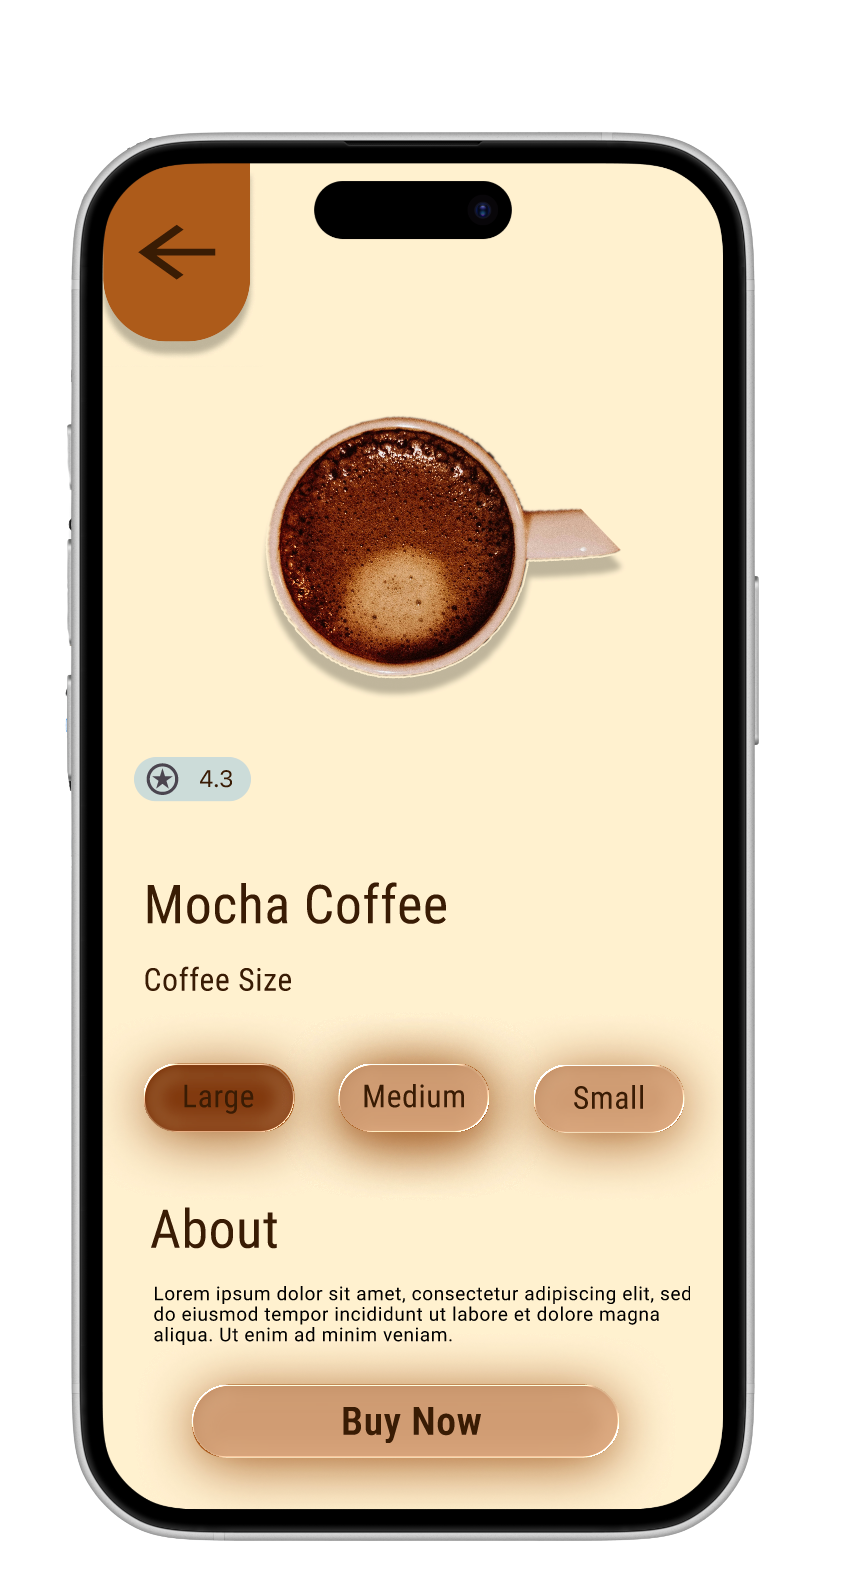 4.3
Mocha Coffee
Coffee Size
Large Medium Small
About
Lorem ipsum dolor sit amet, consectetur adipiscing elit, sed
do eiusmod tempor incididunt ut labore et dolore magna
aliqua. Ut enim ad minim veniam.
Buy Now